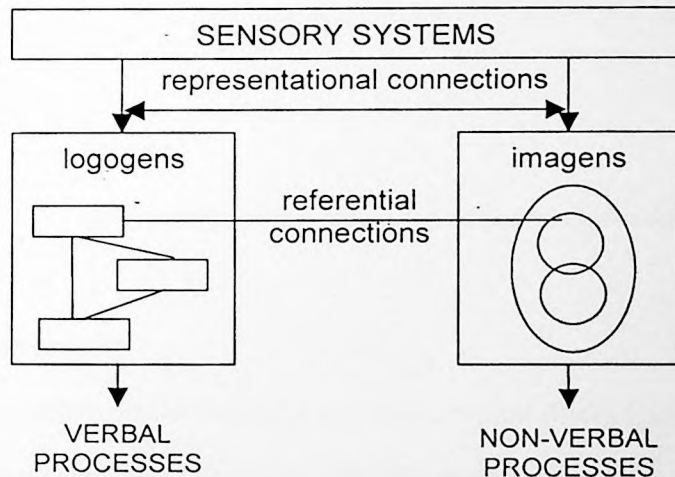 SENSORY SYSTEMS
representational connections
logogens
imagens
referential
connections
VERBAL
PROCESSES
NON-VERBAL
PROCESSES